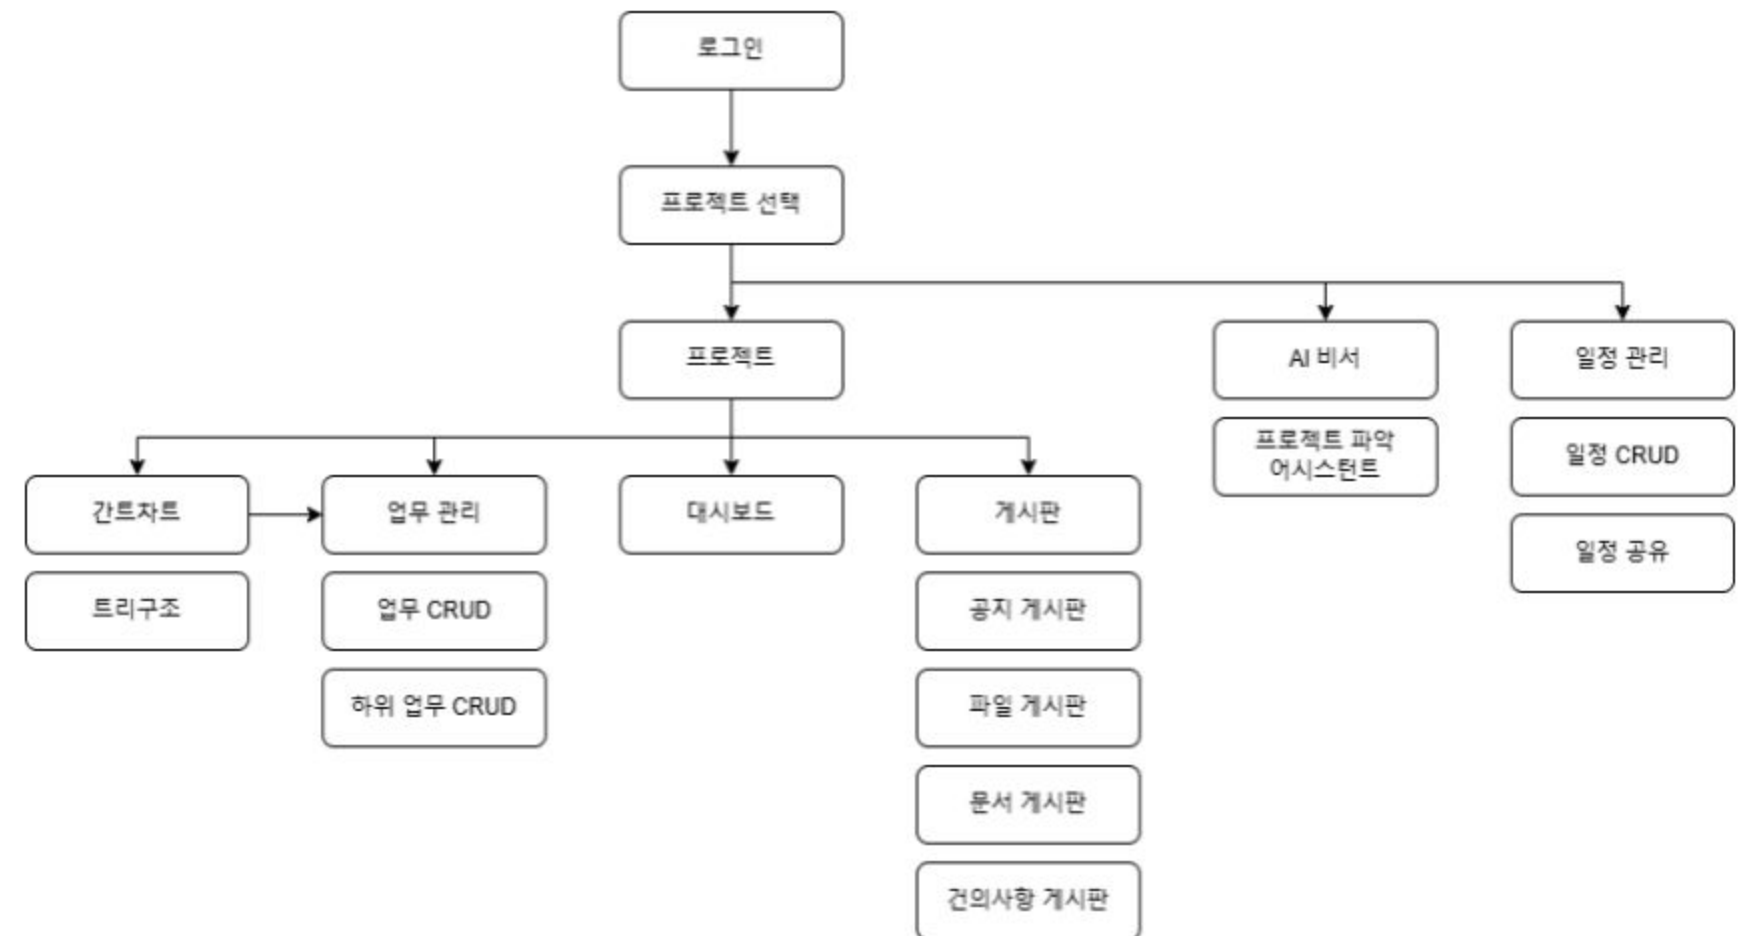 로그인
프로젝트 선택
프로젝트
AI 비서
일정 관리
프로젝트 파악
어시스턴트
일정 CRUD
간트차트
업무 관리
대시보드
게시판
일정 공유
트리구조
업무 CRUD
공지 게시판
하위 업무 CRUD
파일 게시판
문서 게시판
건의사항 게시판